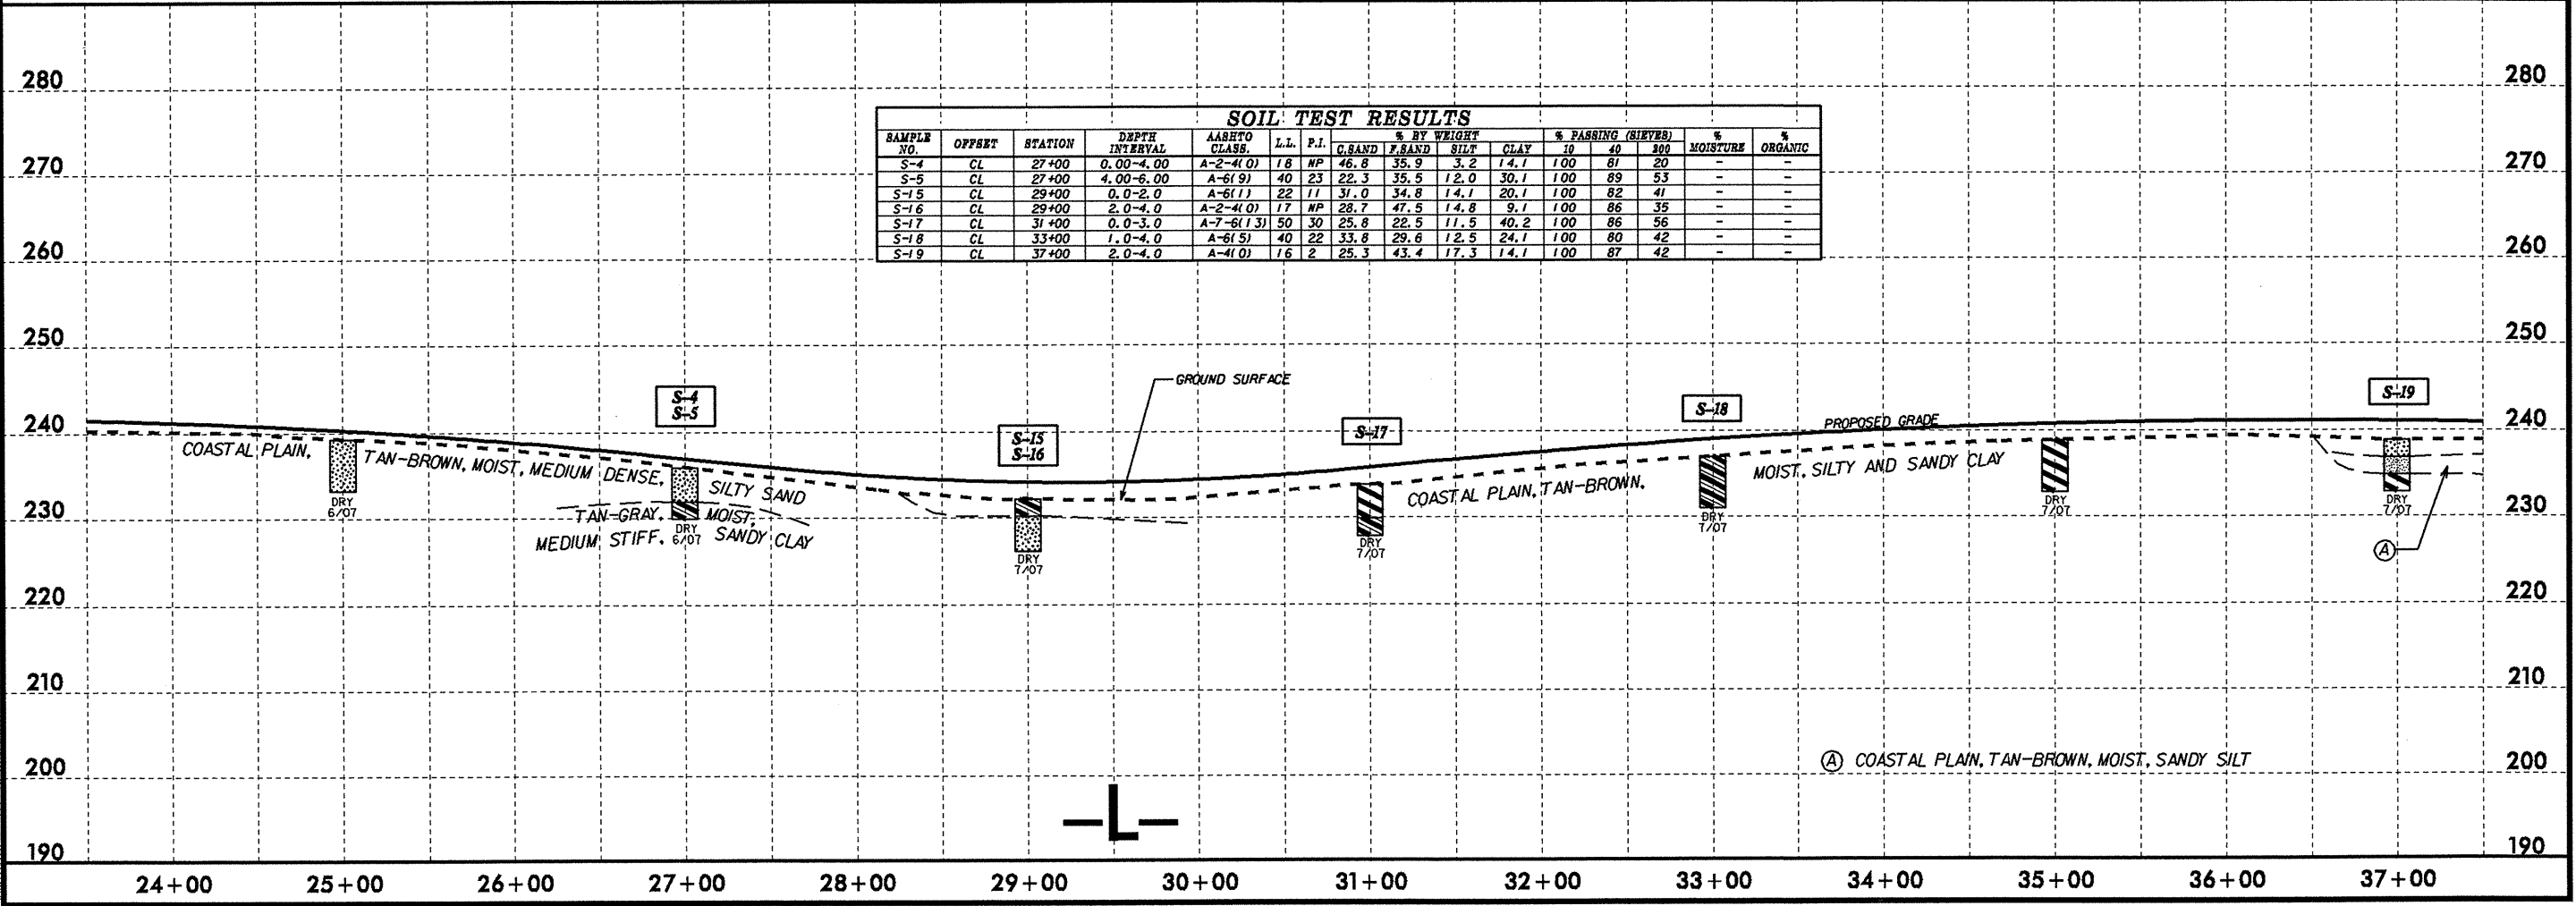 280 280
SOIL TEST RESULTS
SAMPLE NO. OFFSET STATION DEPTH INTERVAL AASHTO CLASS. L.L. P.I. % BY WEIGHT % PASSING (SIEVES) % MOISTURE % ORGANIC
C.SAND F.SAND SILT CLAY 10 40 200
S-4 CL 27+00 0.00-4.00 A-2-4(0) 18 NP 46.8 35.9 3.2 14.1 100 81 20 - -
S-5 CL 27+00 4.00-6.00 A-6(9) 40 23 22.3 35.5 12.0 30.1 100 89 53 - -
S-15 CL 29+00 0.0-2.0 A-6(1) 22 11 31.0 34.8 14.1 20.1 100 82 41 - -
S-16 CL 29+00 2.0-4.0 A-2-4(0) 17 NP 28.7 47.5 14.8 9.1 100 86 35 - -
S-17 CL 31+00 0.0-3.0 A-7-6(13) 50 30 25.8 22.5 11.5 40.2 100 86 56 - -
S-18 CL 33+00 1.0-4.0 A-6(5) 40 22 33.8 29.6 12.5 24.1 100 80 42 - -
S-19 CL 37+00 2.0-4.0 A-4(0) 16 2 25.3 43.4 17.3 14.1 100 87 42 - -
270 270
260 260
250 250
GROUND SURFACE
S-4
S-5
S-15
S-16
S-17
S-18
S-19
240 240
PROPOSED GRADE
COASTAL PLAIN, TAN-BROWN, MOIST, MEDIUM DENSE, SILTY SAND
COASTAL PLAIN, TAN-BROWN, MOIST, SILTY AND SANDY CLAY
TAN-GRAY, MOIST,
MEDIUM STIFF, SANDY CLAY
DRY
6/07
DRY
6/07
DRY
7/07
DRY
7/07
DRY
7/07
DRY
7/07
DRY
7/07
230 230
A
220 220
210 210
200 200
A COASTAL PLAIN, TAN-BROWN, MOIST, SANDY SILT
-L-
190 190
24+00 25+00 26+00 27+00 28+00 29+00 30+00 31+00 32+00 33+00 34+00 35+00 36+00 37+00